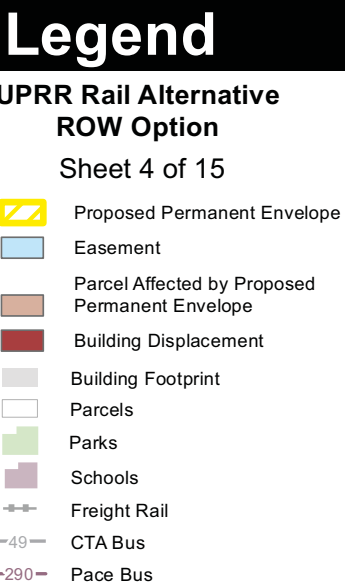 Legend
UPRR Rail Alternative
ROW Option
Sheet 4 of 15
Proposed Permanent Envelope
Easement
Parcel Affected by Proposed
Permanent Envelope
Building Displacement
Building Footprint
Parcels
Parks
Schools
Freight Rail
49 CTA Bus
290 Pace Bus